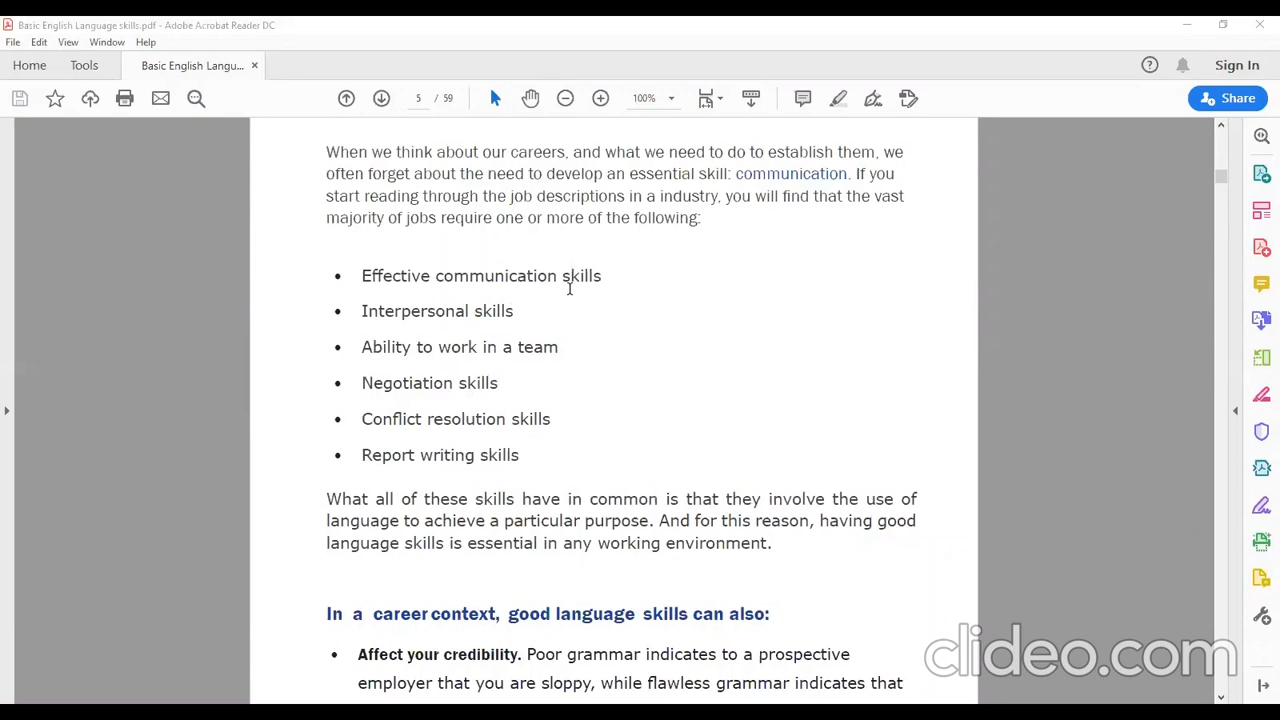 Basic English Language skills.pdf - Adobe Acrobat Reader DC
File Edit View Window Help
Home Tools Basic English Langu... ×
Sign In
5 / 59
100%
Share
When we think about our careers, and what we need to do to establish them, we
often forget about the need to develop an essential skill: communication. If you
start reading through the job descriptions in a industry, you will find that the vast
majority of jobs require one or more of the following:
• Effective communication skills
• Interpersonal skills
• Ability to work in a team
• Negotiation skills
• Conflict resolution skills
• Report writing skills
What all of these skills have in common is that they involve the use of
language to achieve a particular purpose. And for this reason, having good
language skills is essential in any working environment.
In a career context, good language skills can also:
• Affect your credibility. Poor grammar indicates to a prospective
employer that you are sloppy, while flawless grammar indicates that
clideo.com